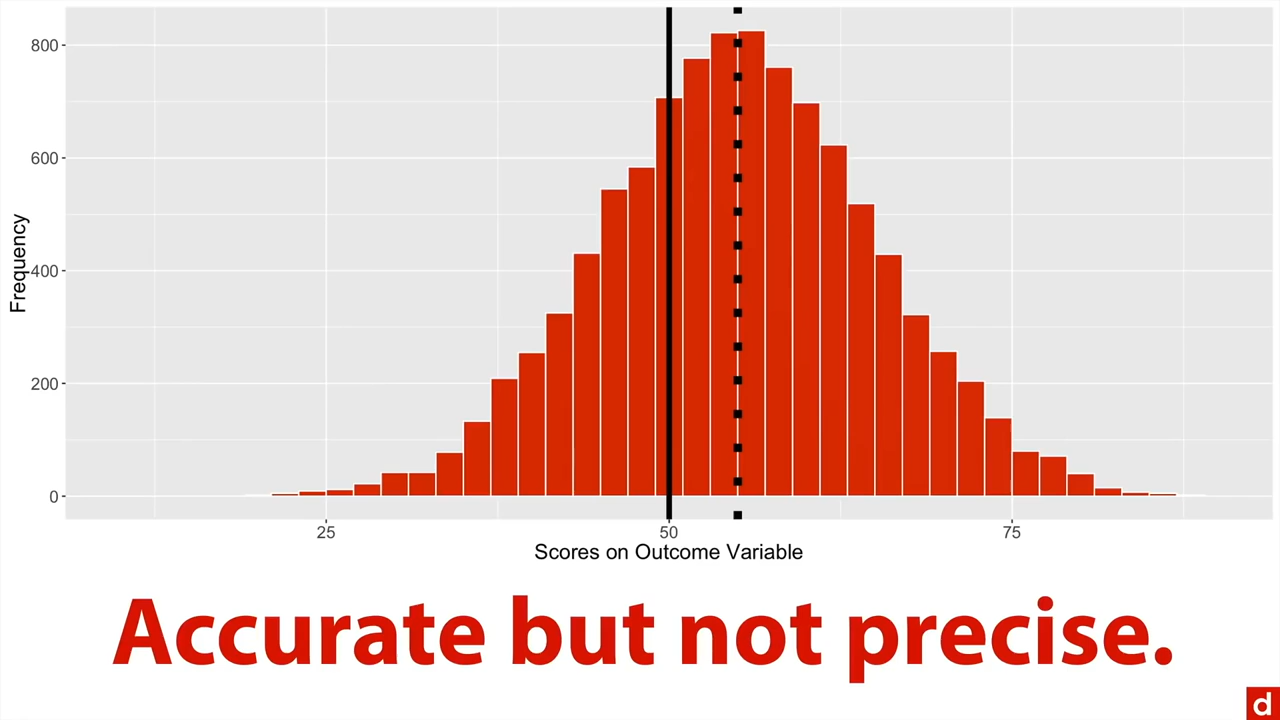 800
600
400
200
0
Frequency
25 50 75
Scores on Outcome Variable
Accurate but not precise.
d